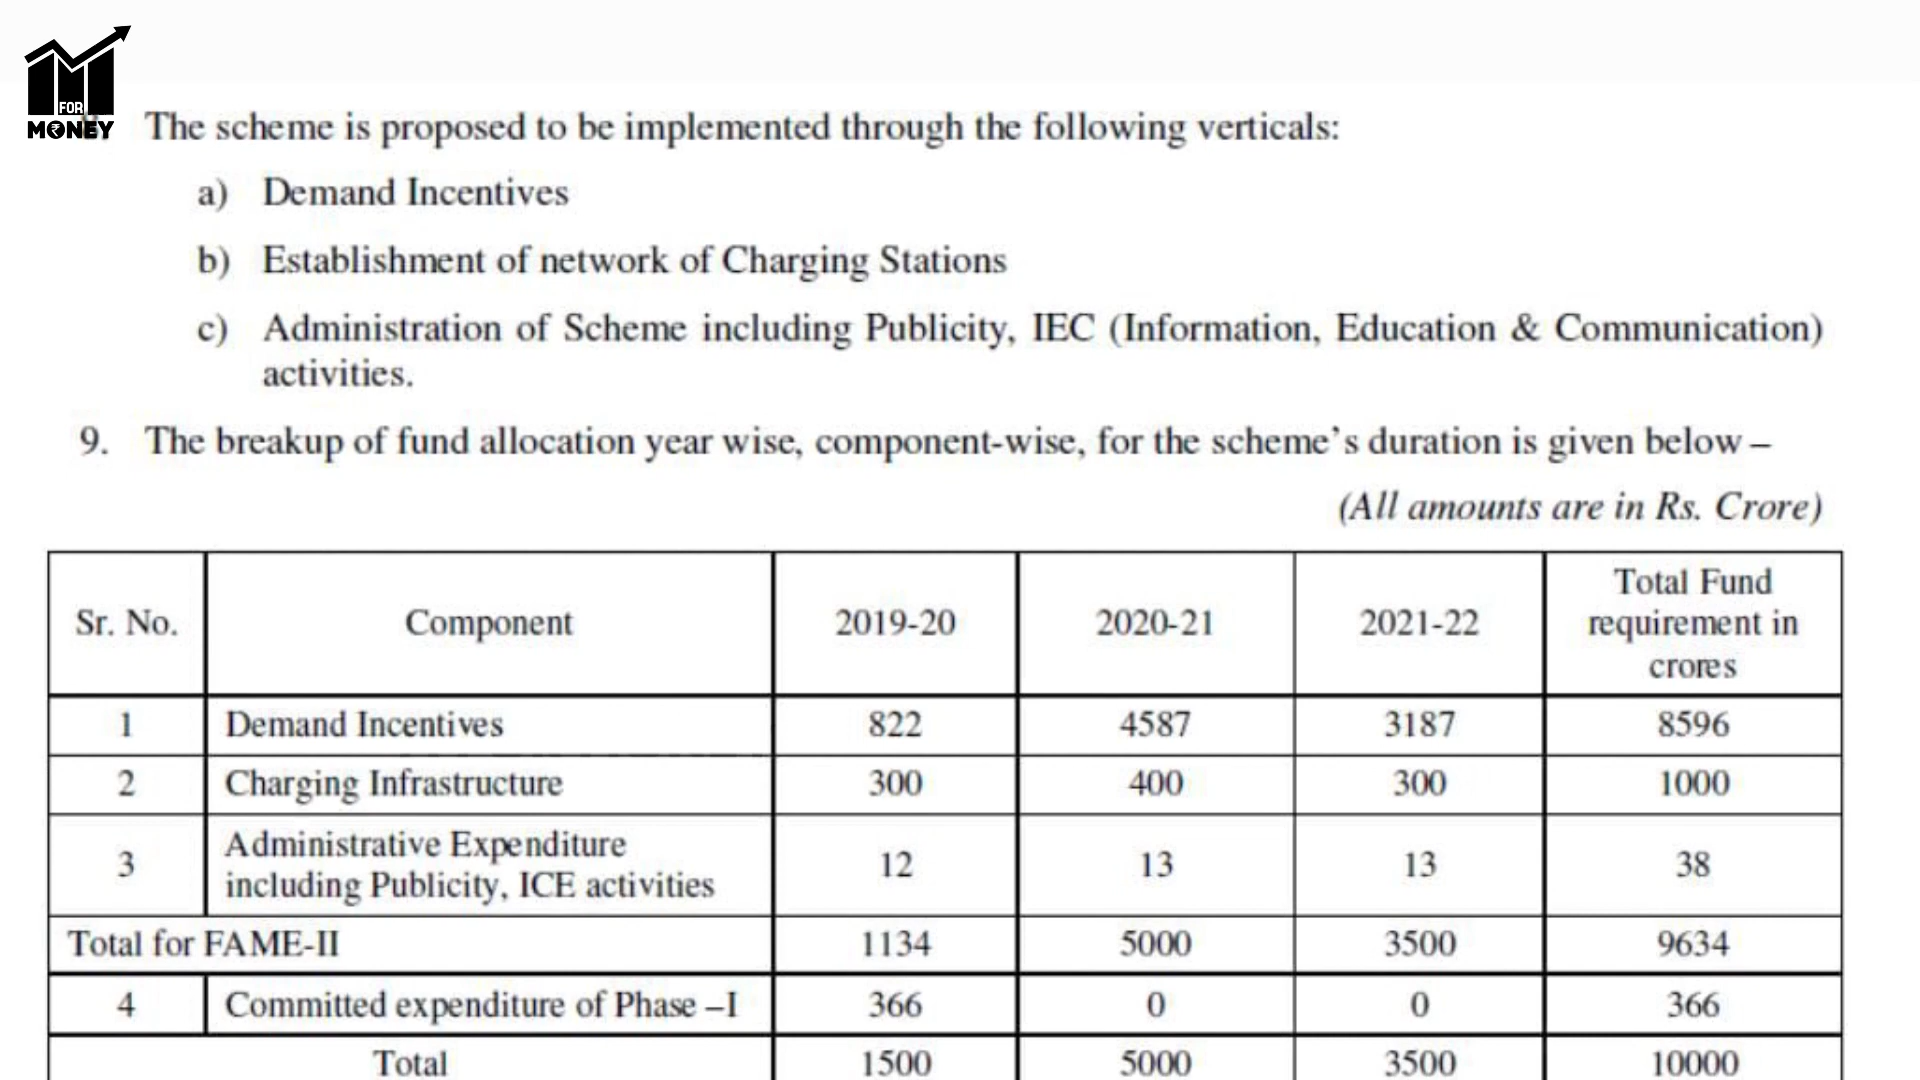 FOR
MONEY
The scheme is proposed to be implemented through the following verticals:
a) Demand Incentives
b) Establishment of network of Charging Stations
c) Administration of Scheme including Publicity, IEC (Information, Education & Communication)
activities.
9. The breakup of fund allocation year wise, component-wise, for the scheme's duration is given below –
(All amounts are in Rs. Crore)
Sr. No. Component 2019-20 2020-21 2021-22 Total Fund requirement in crores
1 Demand Incentives 822 4587 3187 8596
2 Charging Infrastructure 300 400 300 1000
3 Administrative Expenditure including Publicity, ICE activities 12 13 13 38
Total for FAME-II 1134 5000 3500 9634
4 Committed expenditure of Phase –I 366 0 0 366
Total 1500 5000 3500 10000